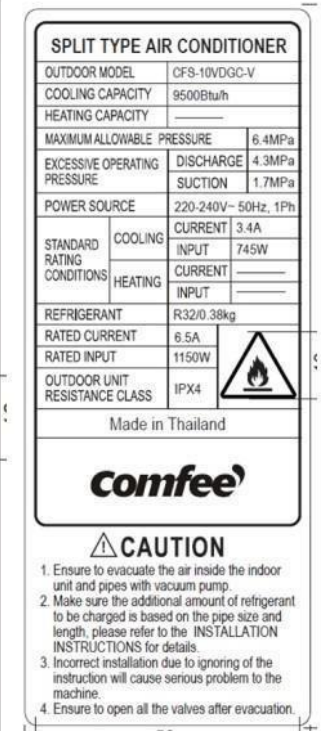 SPLIT TYPE AIR CONDITIONER
OUTDOOR MODEL CFS-10VDGC-V
COOLING CAPACITY 9500Btu/h
HEATING CAPACITY ———
MAXIMUM ALLOWABLE PRESSURE 6.4MPa
EXCESSIVE OPERATING PRESSURE DISCHARGE 4.3MPa
SUCTION 1.7MPa
POWER SOURCE 220-240V~ 50Hz, 1Ph
STANDARD RATING CONDITIONS COOLING CURRENT 3.4A
INPUT 745W
HEATING CURRENT ———
INPUT ———
REFRIGERANT R32/0.38kg
RATED CURRENT 6.5A
RATED INPUT 1150W
OUTDOOR UNIT RESISTANCE CLASS IPX4
Made in Thailand
comfee
CAUTION
1. Ensure to evacuate the air inside the indoor
unit and pipes with vacuum pump.
2. Make sure the additional amount of refrigerant
to be charged is based on the pipe size and
length, please refer to the INSTALLATION
INSTRUCTIONS for details.
3. Incorrect installation due to ignoring of the
instruction will cause serious problem to the
machine.
4. Ensure to open all the valves after evacuation.